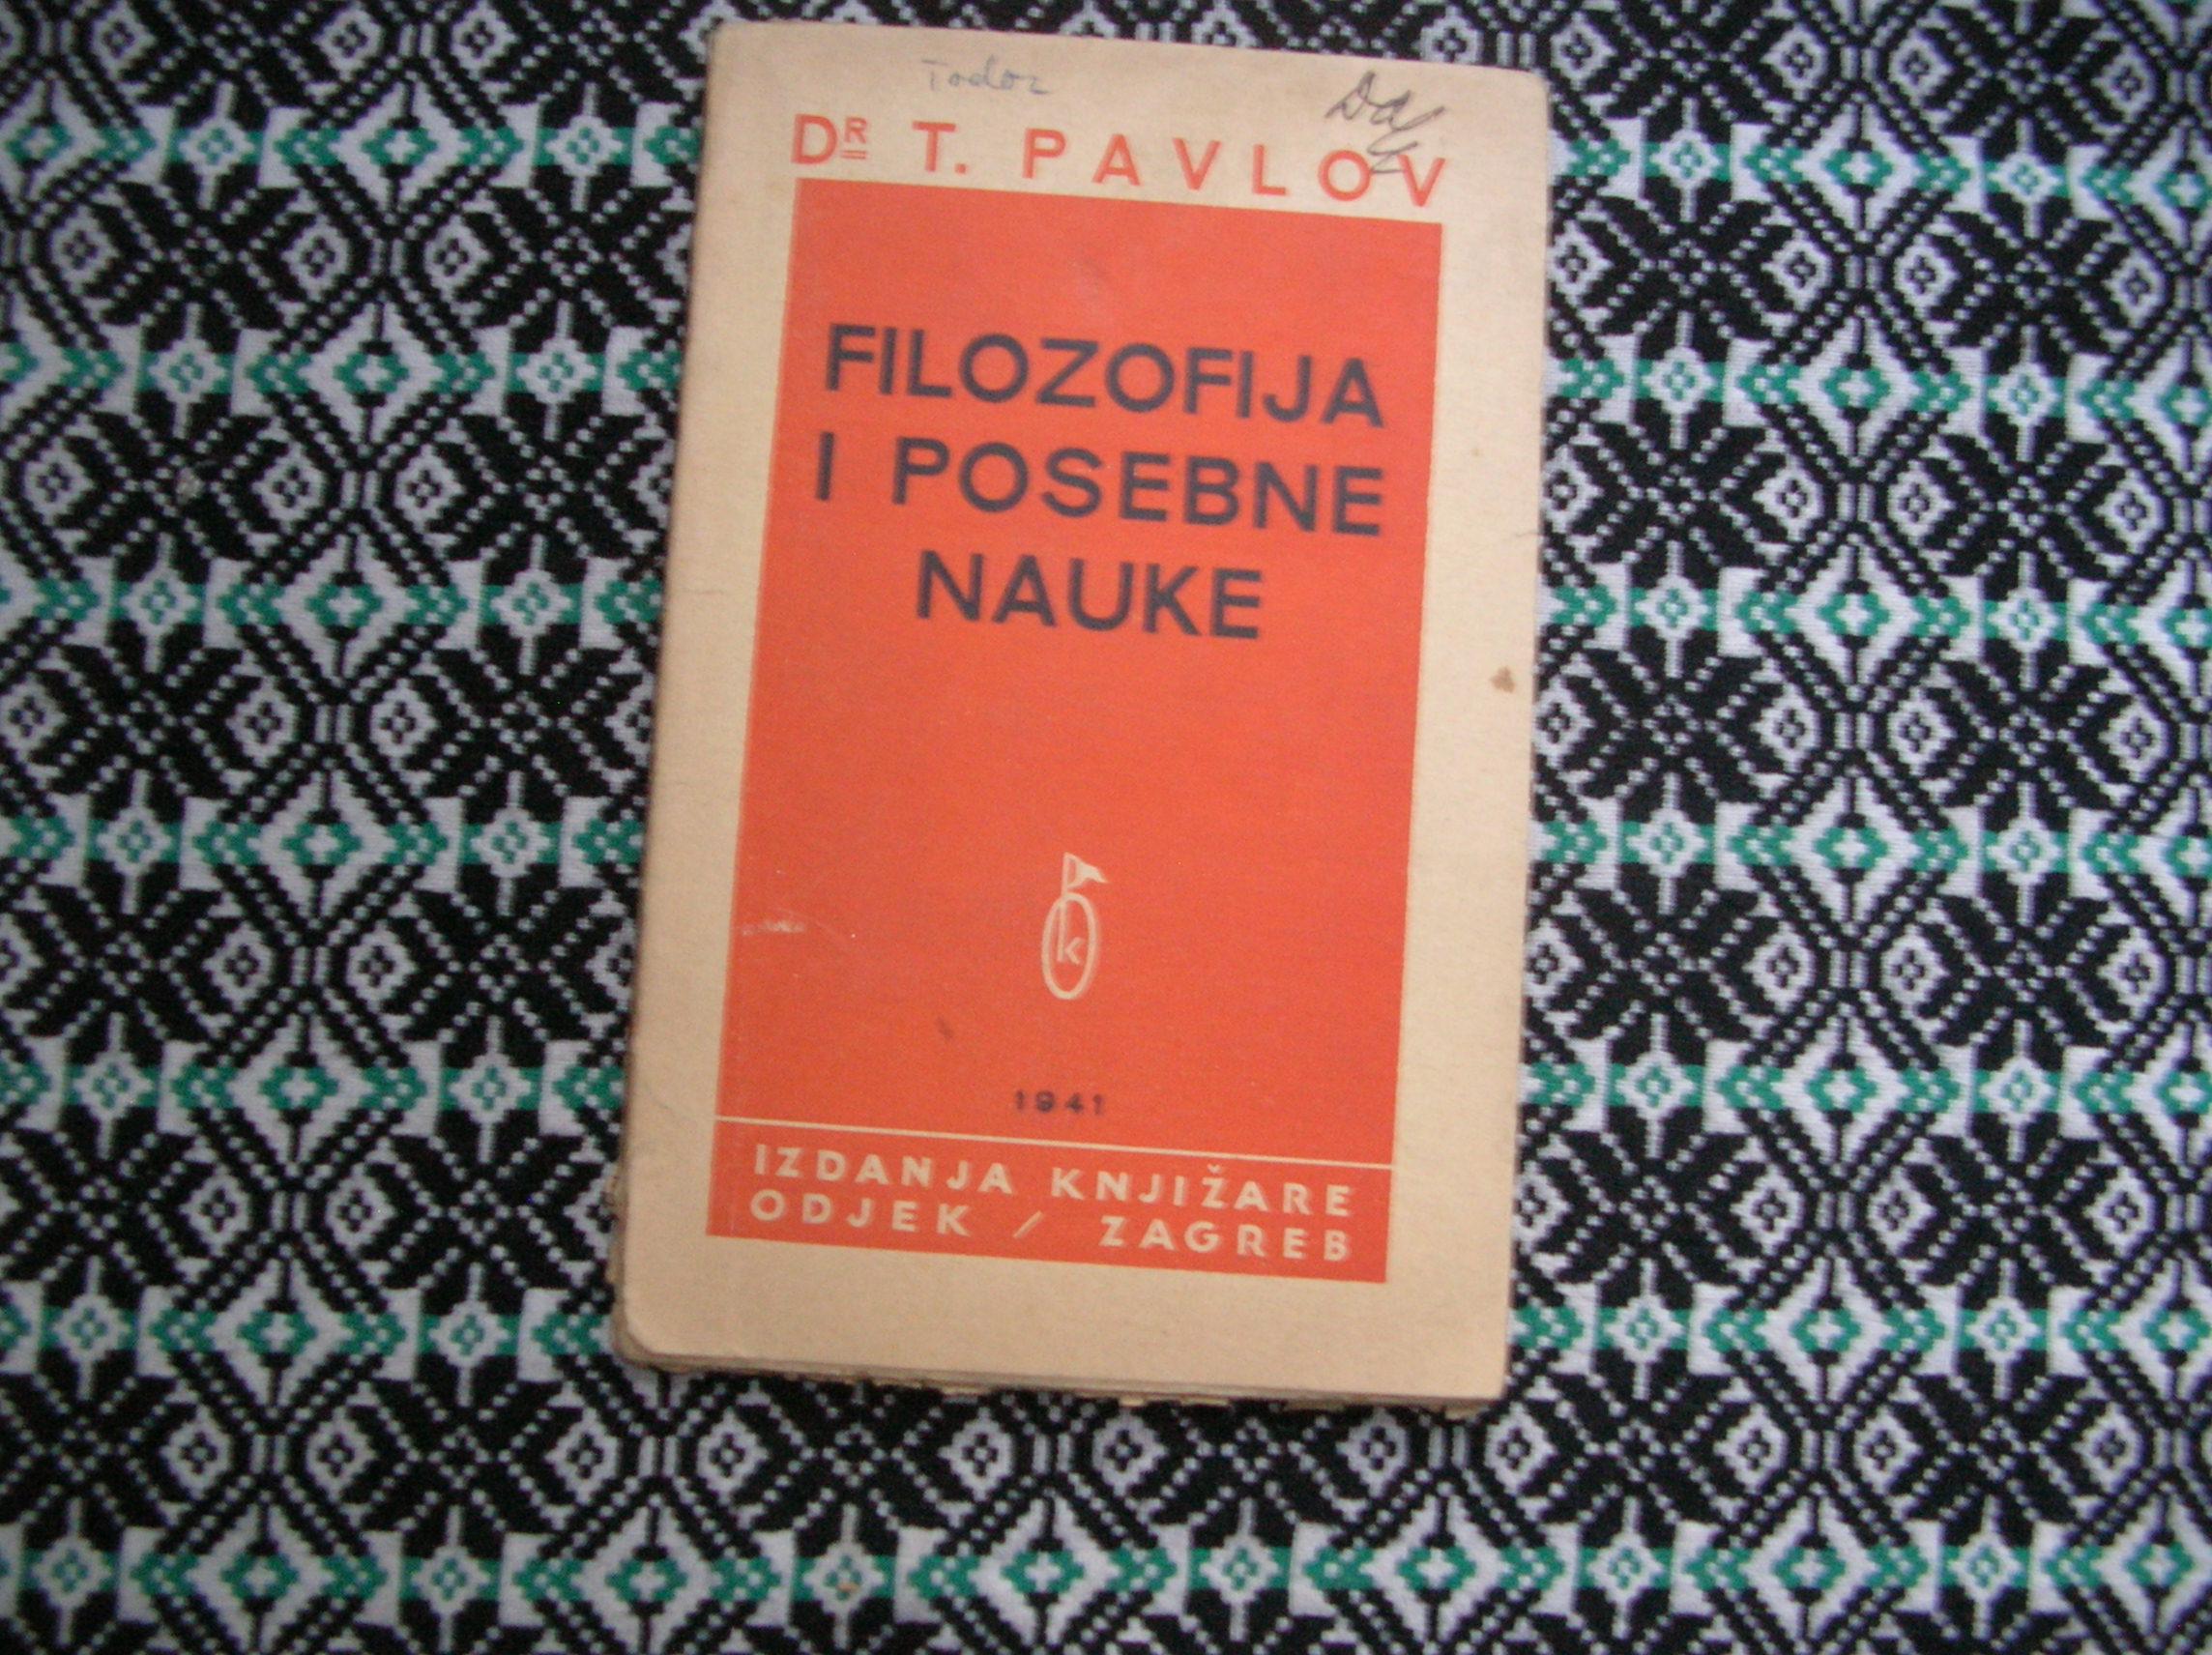 Todor
DR T. PAVLOV
FILOZOFIJA
I POSEBNE
NAUKE
k
1941
IZDANJA KNJIŽARE
ODJEK / ZAGREB